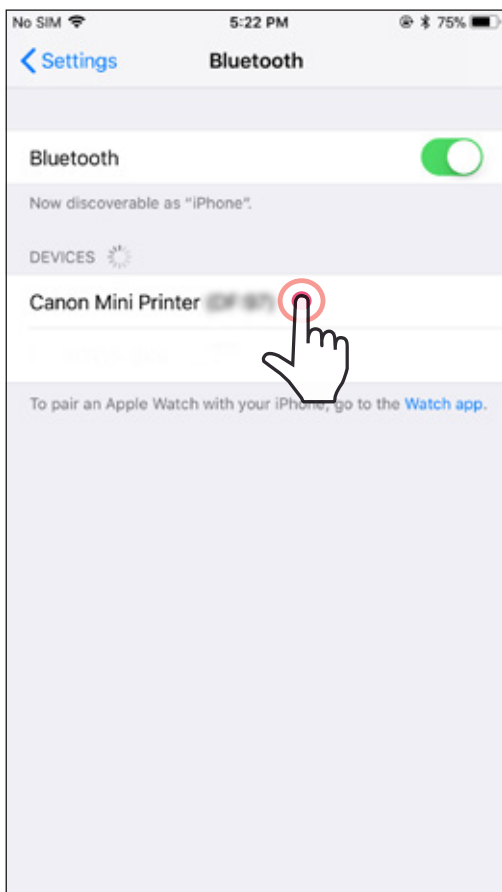 No SIM 5:22 PM 75%
Settings Bluetooth
Bluetooth
Now discoverable as "iPhone".
DEVICES
Canon Mini Printer
To pair an Apple Watch with your iPhone, go to the Watch app.